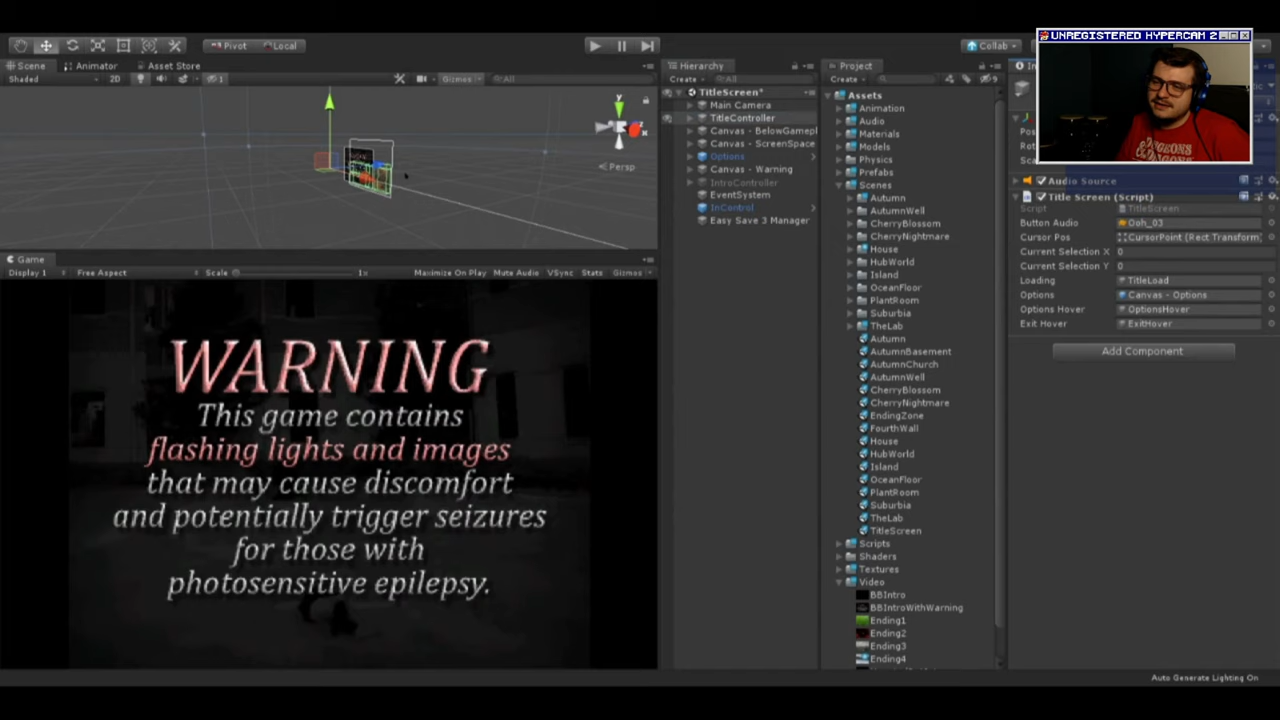 UNREGISTERED HYPERCAM 2
Pivot
Local
Collab
Scene
Animator
Asset Store
Shaded
2D
Gizmos
All
y
Persp
Game
Display 1
Free Aspect
Scale
1x
Maximize On Play
Mute Audio
VSync
Stats
Gizmos
WARNING
This game contains
flashing lights and images
that may cause discomfort
and potentially trigger seizures
for those with
photosensitive epilepsy.
Hierarchy
Create
All
TitleScreen*
Main Camera
TitleController
Canvas - BelowGamepl
Canvas - ScreenSpace
Options
Canvas - Warning
IntroController
EventSystem
InControl
Easy Save 3 Manager
Project
Create
Assets
Animation
Audio
Materials
Models
Physics
Prefabs
Scenes
Autumn
AutumnWell
CherryBlossom
CherryNightmare
House
HubWorld
Island
OceanFloor
PlantRoom
Suburbia
TheLab
Autumn
AutumnBasement
AutumnChurch
AutumnWell
CherryBlossom
CherryNightmare
EndingZone
FourthWall
House
HubWorld
Island
OceanFloor
PlantRoom
Suburbia
TheLab
TitleScreen
Scripts
Shaders
Textures
Video
BBIntro
BBIntroWithWarning
Ending1
Ending2
Ending3
Ending4
Audio Source
Title Screen (Script)
Script TitleScreen
Button Audio Ooh_03
Cursor Pos CursorPoint (Rect Transform)
Current Selection X 0
Current Selection Y 0
Loading TitleLoad
Options Canvas - Options
Options Hover OptionsHover
Exit Hover ExitHover
Add Component
Auto Generate Lighting On